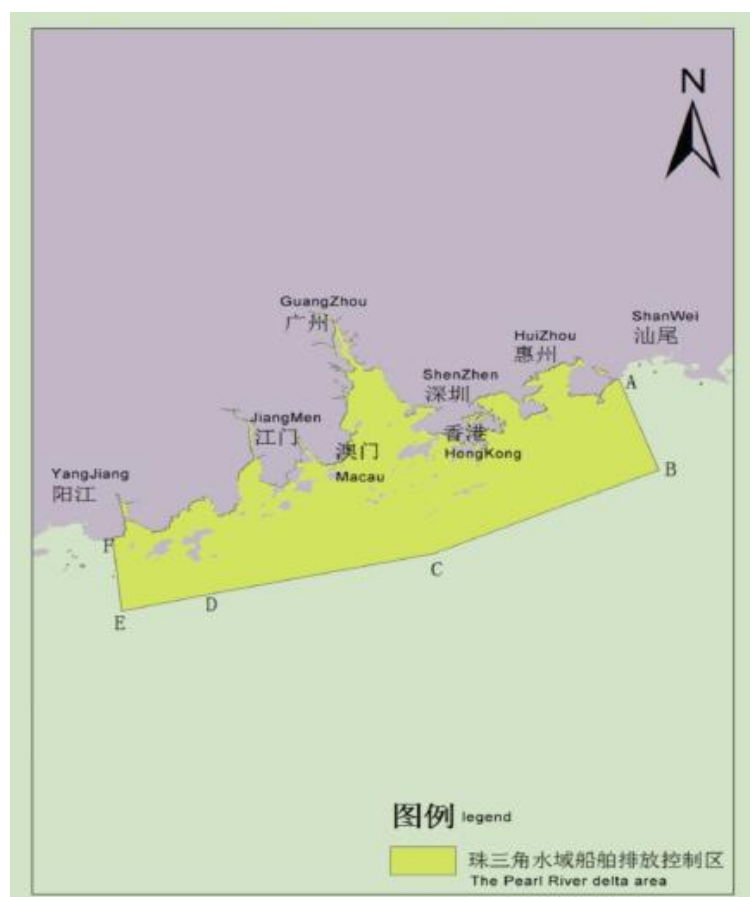 N
GuangZhou
广州
ShanWei
汕尾
HuiZhou
惠州
A
ShenZhen
深圳
JiangMen
江门
香港
HongKong
澳门
Macau
B
YangJiang
阳江
F
C
D
E
图例 legend
珠三角水域船舶排放控制区
The Pearl River delta area